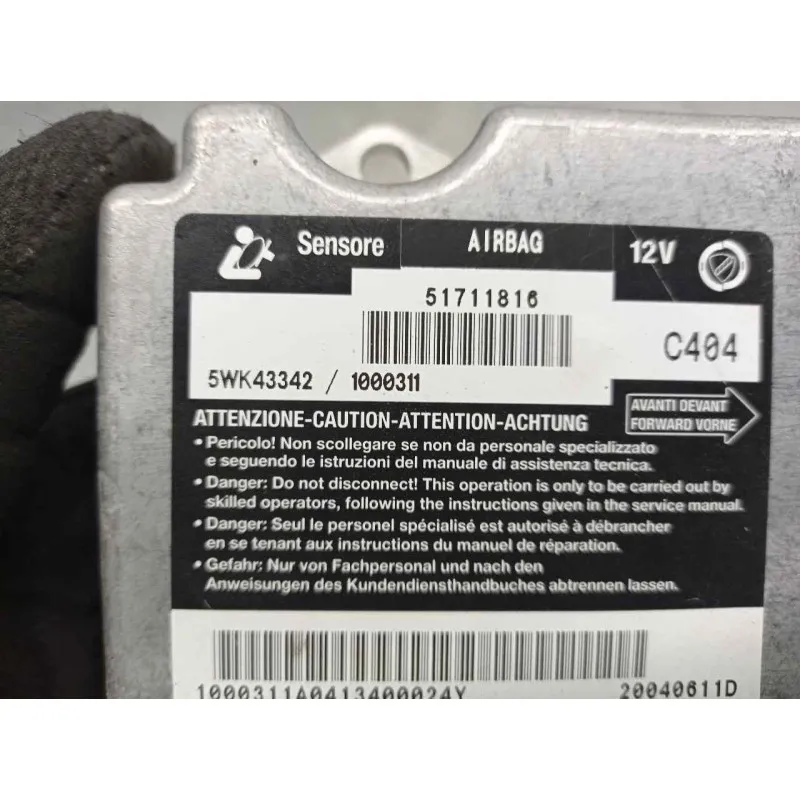 Sensore AIRBAG 12V
51711816
C404
5WK43342 / 1000311
ATTENZIONE-CAUTION-ATTENTION-ACHTUNG
AVANTI DEVANT
FORWARD VORNE
• Pericolo! Non scollegare se non da personale specializzato
e seguendo le istruzioni del manuale di assistenza tecnica.
• Danger: Do not disconnect! This operation is only to be carried out by
skilled operators, following the instructions given in the service manual.
• Danger: Seul le personel spécialisé est autorisé à débrancher
en se tenant aux instructions du manuel de réparation.
• Gefahr: Nur von Fachpersonal und nach den
Anweisungen des Kundendiensthandbuches abtrennen lassen.
1000311A0413400024Y 20040611D